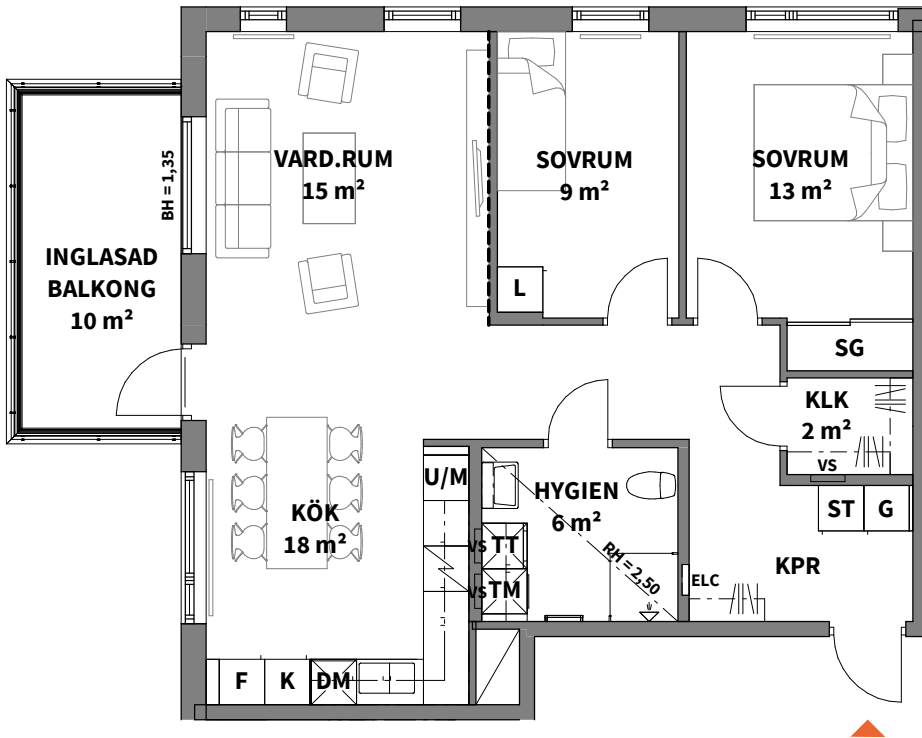 VARD.RUM
15 m²
SOVRUM
9 m²
SOVRUM
13 m²
BH = 1,35
INGLASAD
BALKONG
10 m²
L
SG
KLK
2 m²
VS
U/M
HYGIEN
6 m²
ST
G
KÖK
18 m²
VS
TT
RH = 2,50
KPR
ELC
VS
TM
F
K
DM